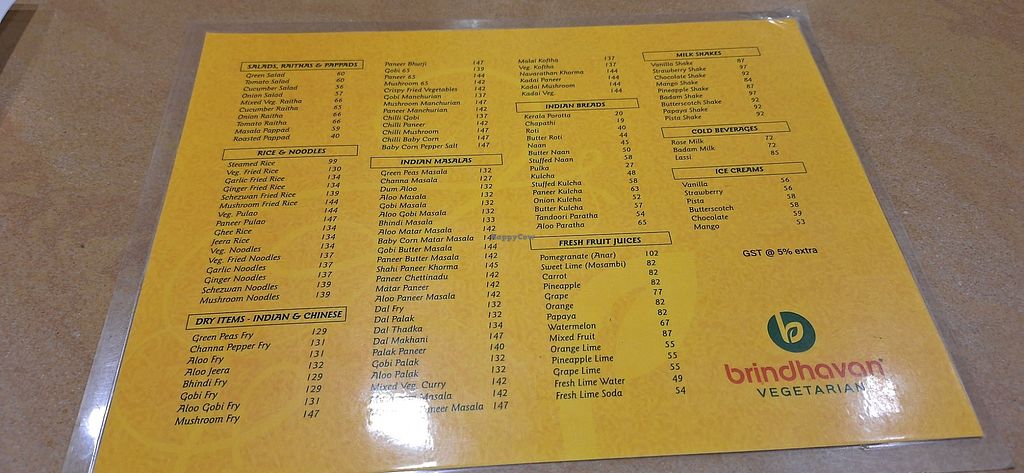 SALADS, RAITHAS & PAPPADS
Green Salad 60
Tomato Salad 60
Cucumber Salad 56
Onion Salad 57
Mixed Veg. Raitha 66
Cucumber Raitha 65
Onion Raitha 66
Tomato Raitha 66
Masala Pappad 59
Roasted Pappad 40
RICE & NOODLES
Steamed Rice 99
Veg. Fried Rice 130
Garlic Fried Rice 134
Ginger Fried Rice 134
Schezwan Fried Rice 139
Mushroom Fried Rice 144
Veg. Pulao 144
Paneer Pulao 147
Ghee Rice 134
Jeera Rice 134
Veg. Noodles 134
Veg. Fried Noodles 137
Garlic Noodles 137
Ginger Noodles 137
Schezwan Noodles 139
Mushroom Noodles 139
DRY ITEMS - INDIAN & CHINESE
Green Peas Fry 129
Channa Pepper Fry 131
Aloo Fry 131
Aloo Jeera 132
Bhindi Fry 129
Gobi Fry 129
Aloo Gobi Fry 131
Mushroom Fry 147
Paneer Bhurji 147
Gobi 65 139
Paneer 65 144
Mushroom 65 142
Crispy Fried Vegetables 142
Gobi Manchurian 137
Mushroom Manchurian 147
Paneer Manchurian 142
Chilli Gobi 137
Chilli Paneer 142
Chilli Mushroom 147
Chilli Baby Corn 147
Baby Corn Pepper Salt 147
INDIAN MASALAS
Green Peas Masala 132
Channa Masala 127
Dum Aloo 132
Aloo Masala 132
Gobi Masala 132
Aloo Gobi Masala 132
Bhindi Masala 133
Aloo Matar Masala 132
Baby Corn Matar Masala 142
Gobi Butter Masala 144
Paneer Butter Masala 142
Shahi Paneer Khorma 145
Paneer Chettinadu 142
Matar Paneer 142
Aloo Paneer Masala 142
Dal Fry 132
Dal Palak 132
Dal Thadka 134
Dal Makhani 147
Palak Paneer 140
Gobi Palak 132
Aloo Palak 132
Mixed Veg. Curry 142
Masala 142
Paneer Masala 147
Malai Koftha 137
Veg. Koftha 137
Navarathan Khorma 144
Kadai Paneer 144
Kadai Mushroom 144
Kadai Veg. 144
INDIAN BREADS
Kerala Porotta 20
Chapathi 19
Roti 40
Butter Roti 44
Naan 45
Butter Naan 50
Stuffed Naan 58
Pulka 27
Kulcha 48
Stuffed Kulcha 58
Paneer Kulcha 63
Onion Kulcha 52
Butter Kulcha 57
Tandoori Paratha 54
Aloo Paratha 65
FRESH FRUIT JUICES
Pomegranate (Anar) 102
Sweet Lime (Mosambi) 82
Carrot 82
Pineapple 82
Grape 77
Orange 82
Papaya 82
Watermelon 67
Mixed Fruit 87
Orange Lime 55
Pineapple Lime 55
Grape Lime 55
Fresh Lime Water 49
Fresh Lime Soda 54
MILK SHAKES
Vanilla Shake 87
Strawberry Shake 97
Chocolate Shake 92
Mango Shake 84
Pineapple Shake 87
Badam Shake 97
Butterscotch Shake 92
Papaya Shake 92
Pista Shake 92
COLD BEVERAGES
Rose Milk 72
Badam Milk 72
Lassi 85
ICE CREAMS
Vanilla 56
Strawberry 56
Pista 58
Butterscotch 58
Chocolate 59
Mango 53
GST @ 5% extra
brindhavan
VEGETARIAN
HappyCow